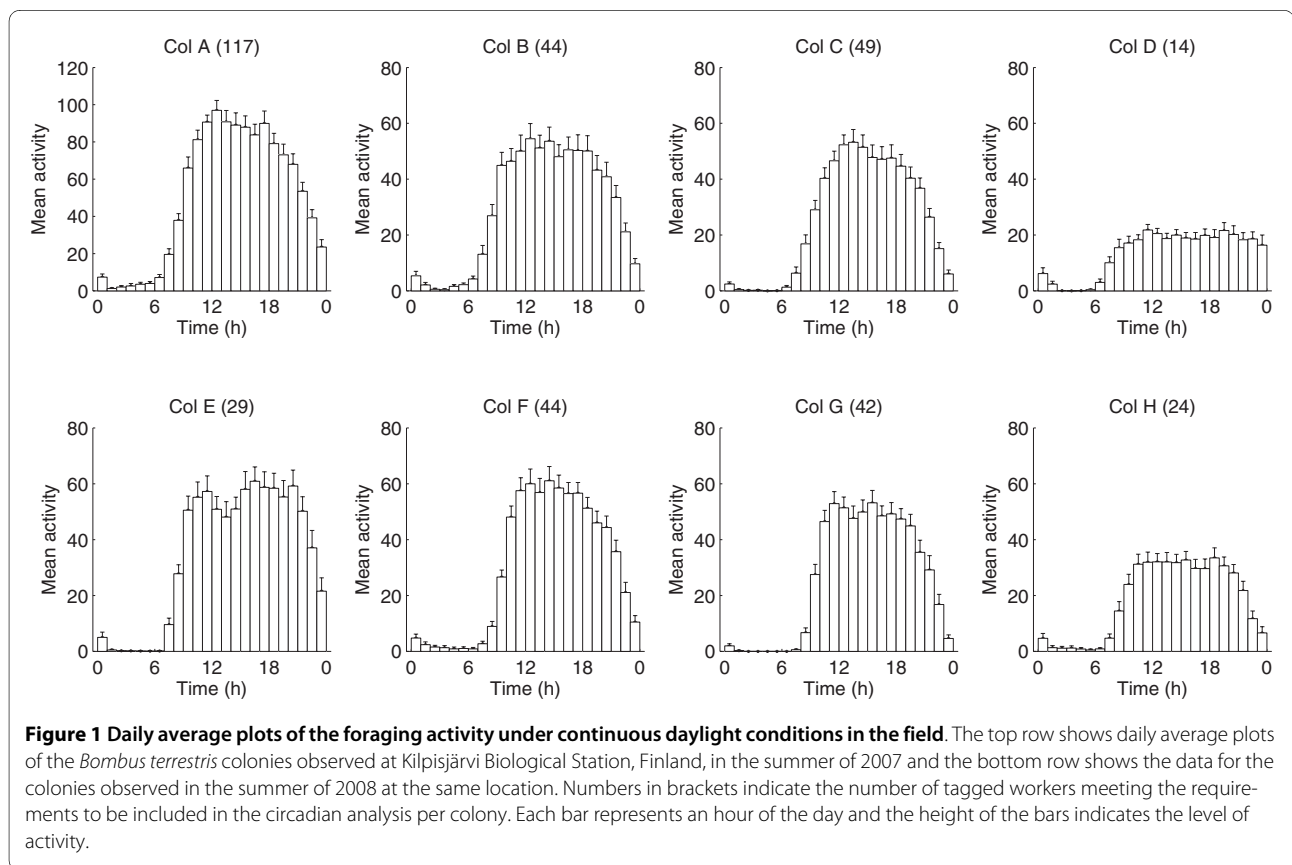 Col A (117)
Col B (44)
Col C (49)
Col D (14)
120
100
80
60
40
20
0
Mean activity
0 6 12 18 0
Time (h)
80
60
40
20
0
Mean activity
0 6 12 18 0
Time (h)
80
60
40
20
0
Mean activity
0 6 12 18 0
Time (h)
80
60
40
20
0
Mean activity
0 6 12 18 0
Time (h)
Col E (29)
Col F (44)
Col G (42)
Col H (24)
80
60
40
20
0
Mean activity
0 6 12 18 0
Time (h)
80
60
40
20
0
Mean activity
0 6 12 18 0
Time (h)
80
60
40
20
0
Mean activity
0 6 12 18 0
Time (h)
80
60
40
20
0
Mean activity
0 6 12 18 0
Time (h)
Figure 1 Daily average plots of the foraging activity under continuous daylight conditions in the field. The top row shows daily average plots
of the Bombus terrestris colonies observed at Kilpisjärvi Biological Station, Finland, in the summer of 2007 and the bottom row shows the data for the
colonies observed in the summer of 2008 at the same location. Numbers in brackets indicate the number of tagged workers meeting the require-
ments to be included in the circadian analysis per colony. Each bar represents an hour of the day and the height of the bars indicates the level of
activity.